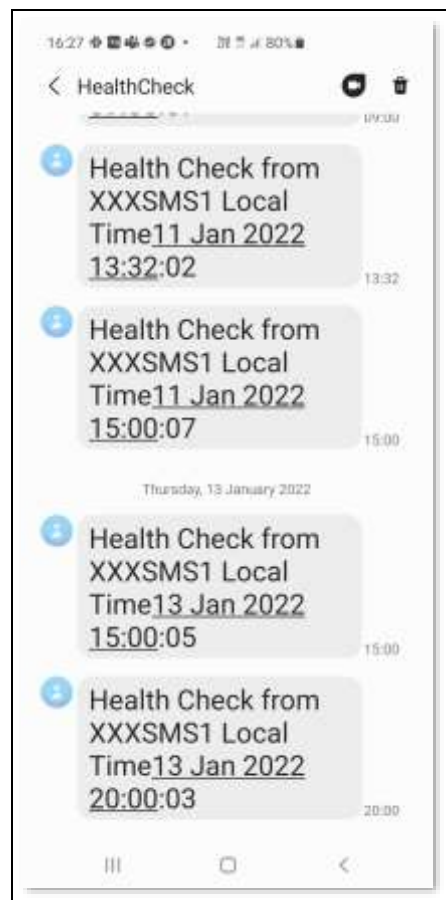 16:27
80%
HealthCheck
09:00
Health Check from
XXXSMS1 Local
Time11 Jan 2022
13:32:02
13:32
Health Check from
XXXSMS1 Local
Time11 Jan 2022
15:00:07
15:00
Thursday, 13 January 2022
Health Check from
XXXSMS1 Local
Time13 Jan 2022
15:00:05
15:00
Health Check from
XXXSMS1 Local
Time13 Jan 2022
20:00:03
20:00